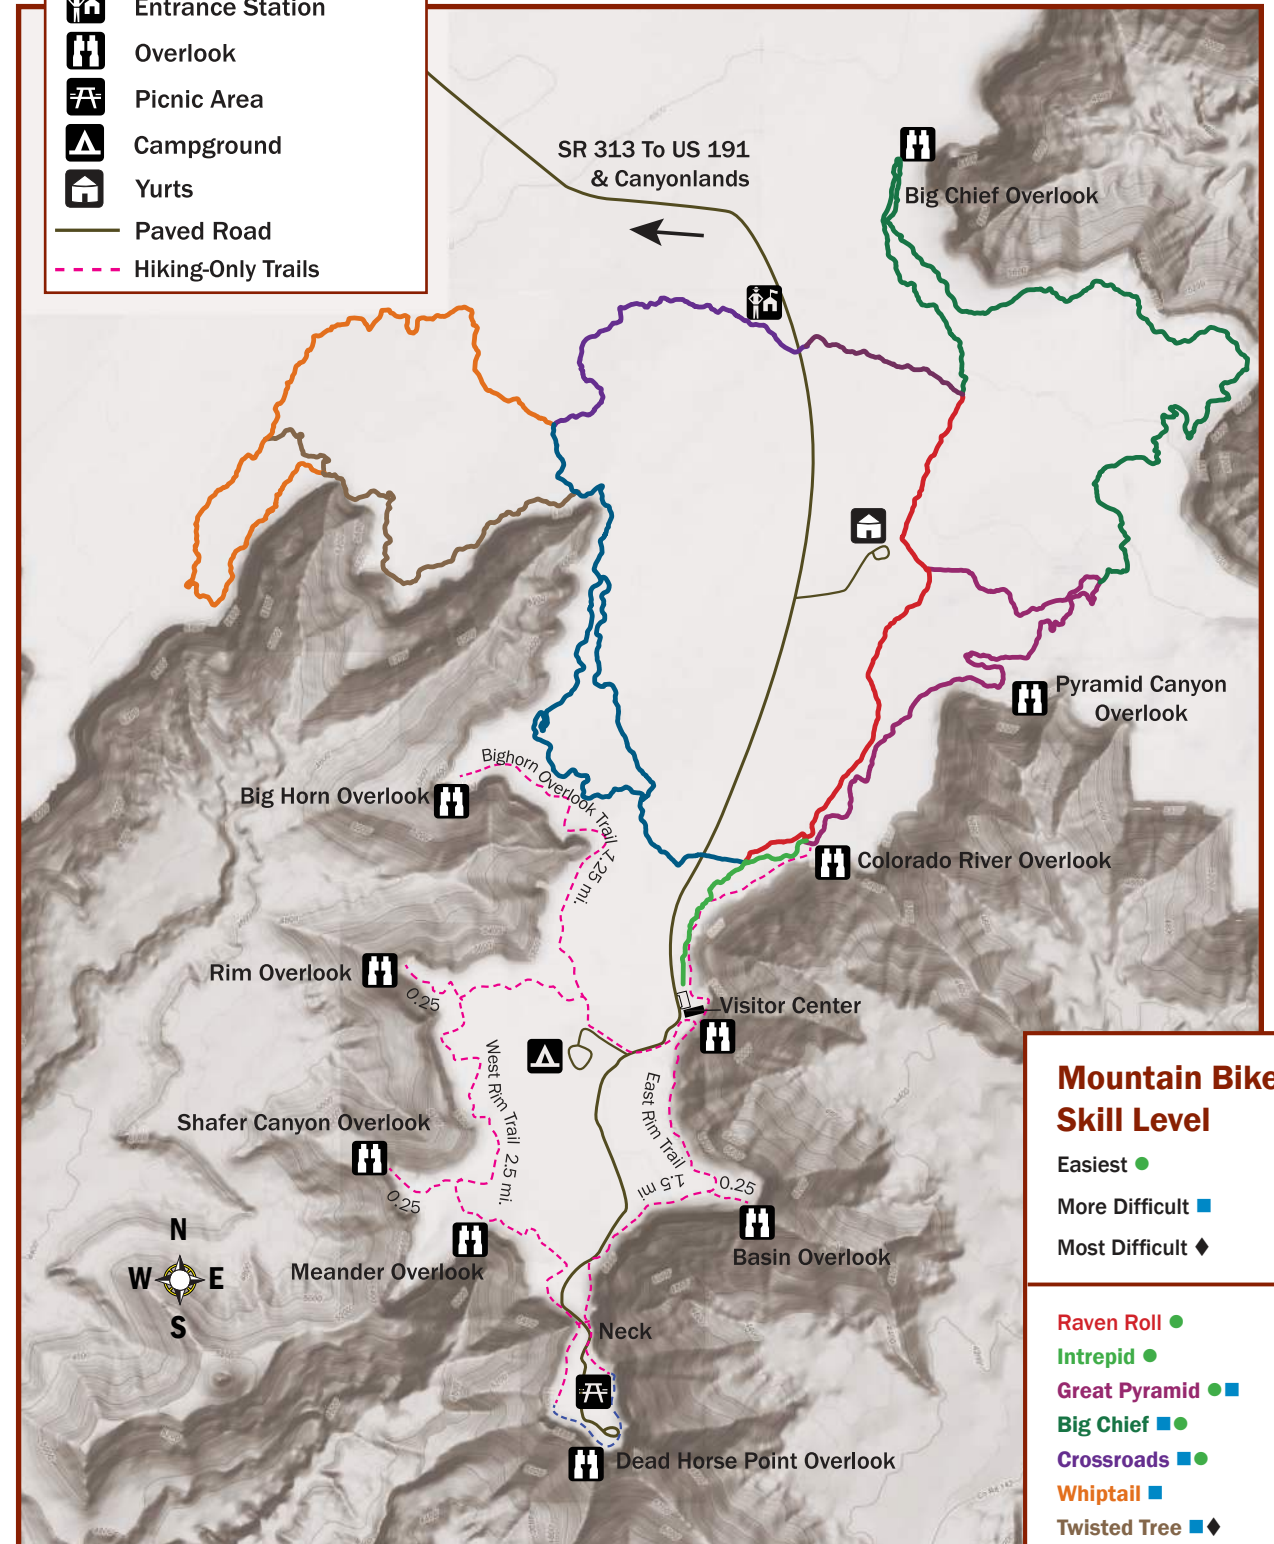 Entrance Station
Overlook
Picnic Area
Campground
Yurts
Paved Road
Hiking-Only Trails
SR 313 To US 191
& Canyonlands
Big Chief Overlook
Pyramid Canyon
Overlook
Bighorn Overlook Trail 1.25 mi.
Big Horn Overlook
Colorado River Overlook
Rim Overlook
0.25
Visitor Center
West Rim Trail 2.5 mi.
East Rim Trail 1.5 mi
Shafer Canyon Overlook
0.25
0.25
Basin Overlook
Meander Overlook
N
W E
S
Neck
Dead Horse Point Overlook
Mountain Bike
Skill Level
Easiest
More Difficult
Most Difficult
Raven Roll
Intrepid
Great Pyramid
Big Chief
Crossroads
Whiptail
Twisted Tree